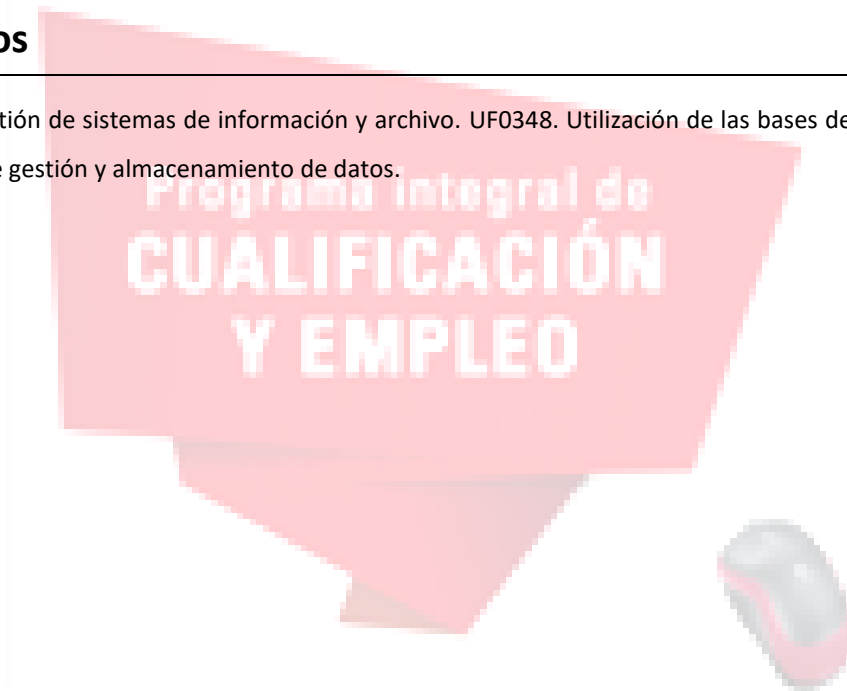 os
tión de sistemas de información y archivo. UF0348. Utilización de las bases de
e gestión y almacenamiento de datos.
Programa integral de
CUALIFICACIÓN
Y EMPLEO